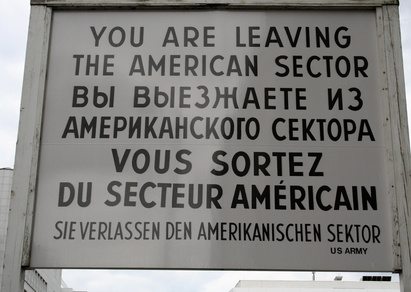 YOU ARE LEAVING
THE AMERICAN SECTOR
ВЫ ВЫЕЗЖАЕТЕ ИЗ
АМЕРИКАНСКОГО СЕКТОРА
VOUS SORTEZ
DU SECTEUR AMÉRICAIN
SIE VERLASSEN DEN AMERIKANISCHEN SEKTOR
US ARMY